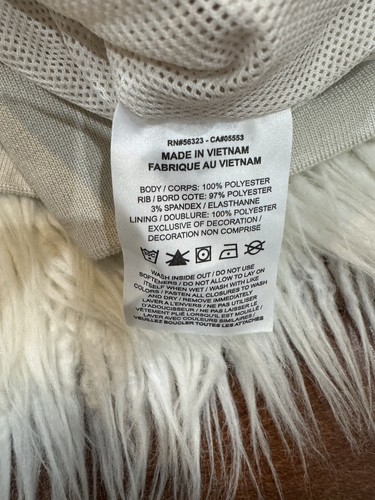 RN#56323 - CA#05553
MADE IN VIETNAM
FABRIQUE AU VIETNAM
BODY / CORPS: 100% POLYESTER
RIB / BORD COTE: 97% POLYESTER
3% SPANDEX / ELASTHANNE
LINING / DOUBLURE: 100% POLYESTER
EXCLUSIVE OF DECORATION /
DECORATION NON COMPRISE
WASH INSIDE OUT / DO NOT USE
SOFTENERS / DO NOT ALLOW TO LAY ON
ITSELF WHEN WET / WASH WITH LIKE
COLORS / FASTEN ALL CLOSURES TO WASH
AND DRY / REMOVE IMMEDIATELY
LAVER A L'ENVERS / NE PAS UTILISER
D'ADOUCISSEUR / NE PAS LAISSER LE
VÊTEMENT PLIÉ LORSQU'IL EST MOUILLÉ /
LAVER AVEC COULEURS SIMILAIRES /
VEUILLEZ BOUCLER TOUTES LES ATTACHES